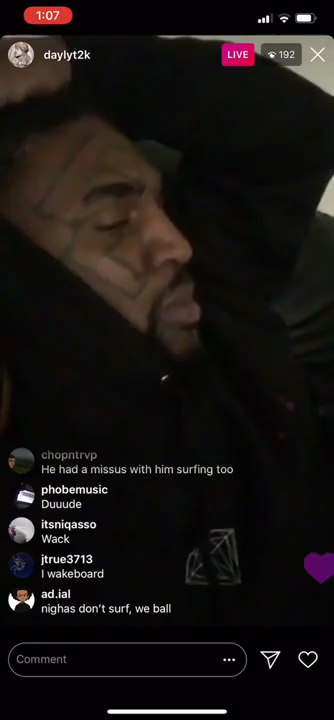 1:07
daylyt2k
LIVE
192
chopntrvp
He had a missus with him surfing too
phobemusic
Duuude
itsniqasso
Wack
jtrue3713
I wakeboard
ad.ial
nighas don't surf, we ball
Comment